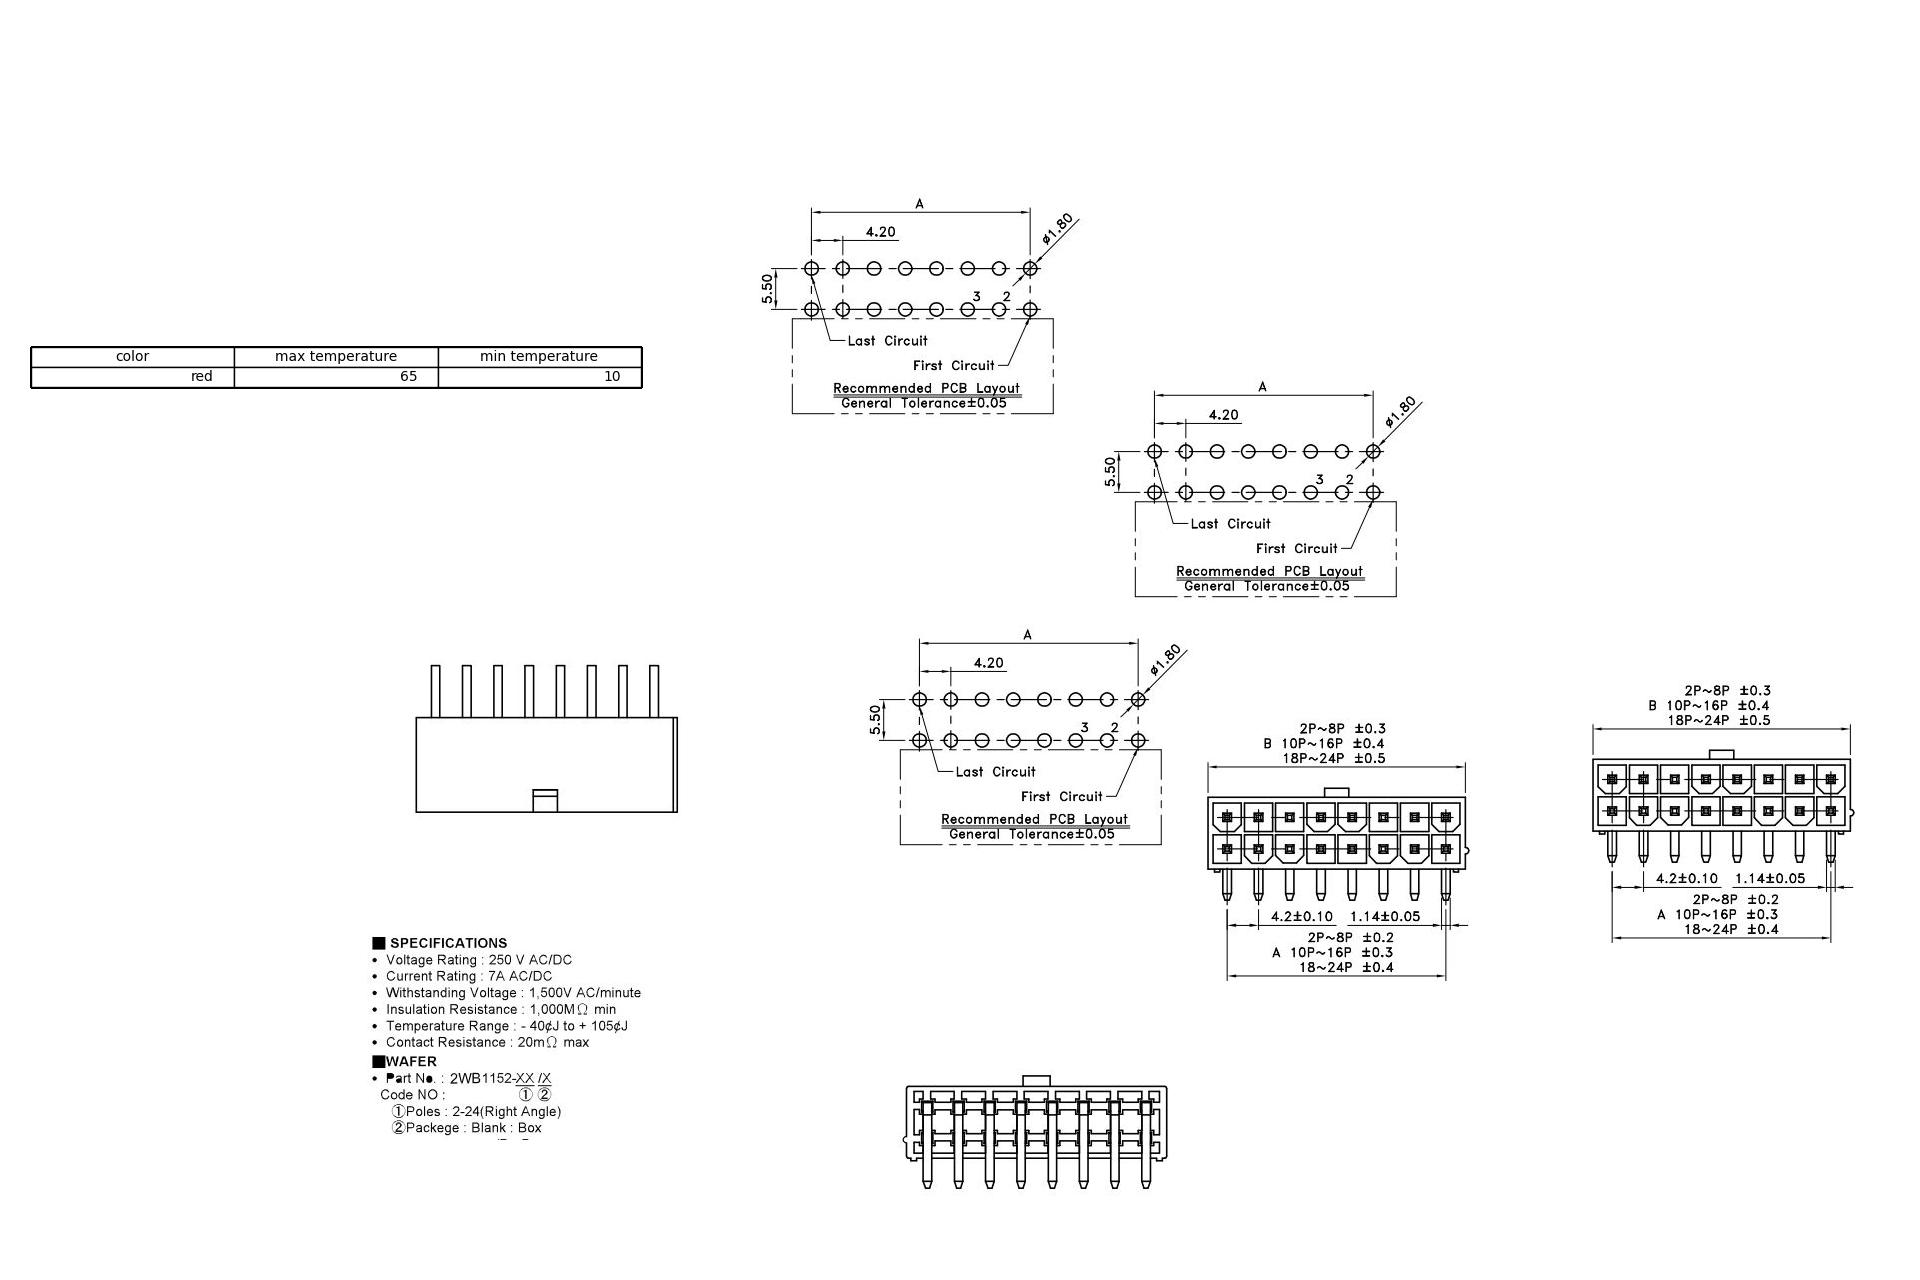 A
4.20
ø1.80
5.50
3 2
Last Circuit
First Circuit
Recommended PCB Layout
General Tolerance±0.05
color max temperature min temperature
red 65 10
A
4.20
ø1.80
5.50
3 2
Last Circuit
First Circuit
Recommended PCB Layout
General Tolerance±0.05
A
4.20
ø1.80
5.50
3 2
Last Circuit
First Circuit
Recommended PCB Layout
General Tolerance±0.05
2P~8P ±0.3
B 10P~16P ±0.4
18P~24P ±0.5
4.2±0.10 1.14±0.05
2P~8P ±0.2
A 10P~16P ±0.3
18~24P ±0.4
2P~8P ±0.3
B 10P~16P ±0.4
18P~24P ±0.5
4.2±0.10 1.14±0.05
2P~8P ±0.2
A 10P~16P ±0.3
18~24P ±0.4
■ SPECIFICATIONS
• Voltage Rating : 250 V AC/DC
• Current Rating : 7A AC/DC
• Withstanding Voltage : 1,500V AC/minute
• Insulation Resistance : 1,000MΩ min
• Temperature Range : - 40¢J to + 105¢J
• Contact Resistance : 20mΩ max
■WAFER
• Part No. : 2WB1152-XX /X
Code NO : ① ②
①Poles : 2-24(Right Angle)
②Packege : Blank : Box